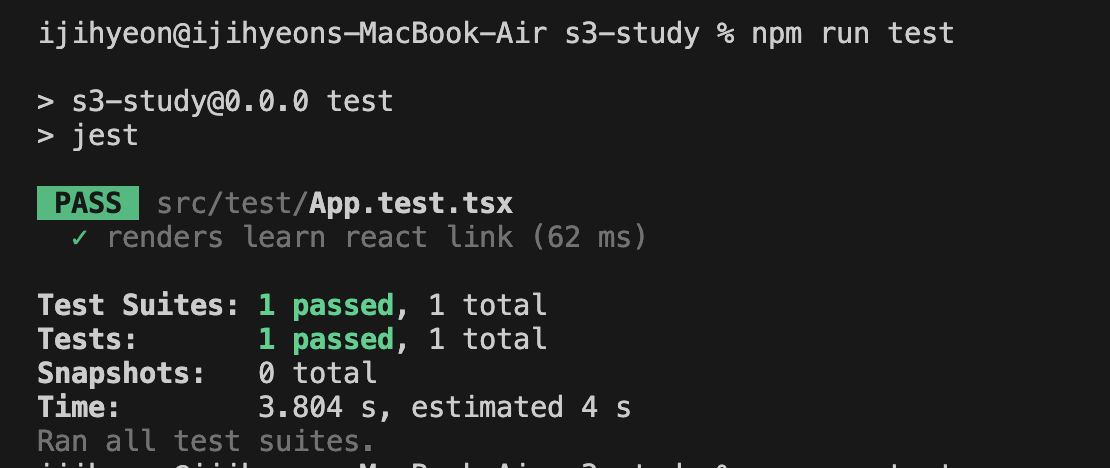 ijihyeon@ijihyeons-MacBook-Air s3-study % npm run test
> s3-study@0.0.0 test
> jest
PASS src/test/App.test.tsx
✓ renders learn react link (62 ms)
Test Suites: 1 passed, 1 total
Tests: 1 passed, 1 total
Snapshots: 0 total
Time: 3.804 s, estimated 4 s
Ran all test suites.